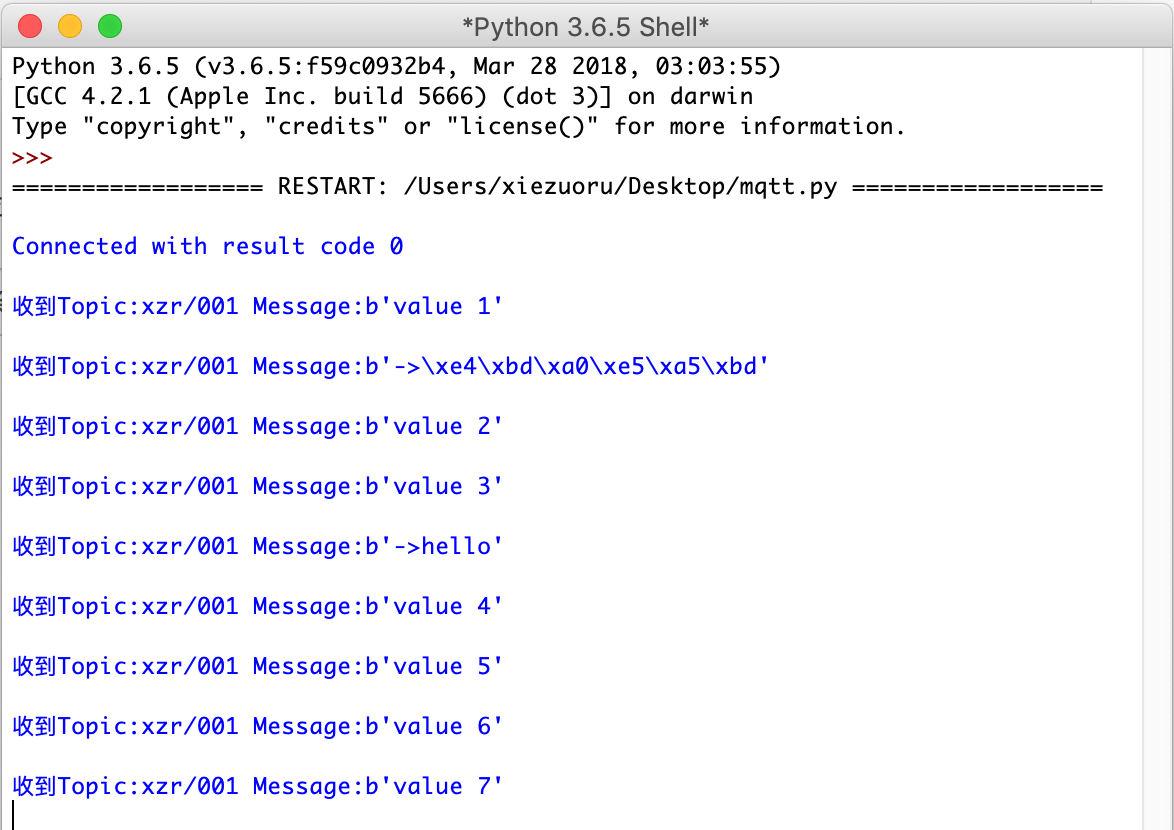 *Python 3.6.5 Shell*
Python 3.6.5 (v3.6.5:f59c0932b4, Mar 28 2018, 03:03:55)
[GCC 4.2.1 (Apple Inc. build 5666) (dot 3)] on darwin
Type "copyright", "credits" or "license()" for more information.
>>>
================== RESTART: /Users/xiezuoru/Desktop/mqtt.py ==================
Connected with result code 0
收到Topic:xzr/001 Message:b'value 1'
收到Topic:xzr/001 Message:b'->\xe4\xbd\xa0\xe5\xa5\xbd'
收到Topic:xzr/001 Message:b'value 2'
收到Topic:xzr/001 Message:b'value 3'
收到Topic:xzr/001 Message:b'->hello'
收到Topic:xzr/001 Message:b'value 4'
收到Topic:xzr/001 Message:b'value 5'
收到Topic:xzr/001 Message:b'value 6'
收到Topic:xzr/001 Message:b'value 7'